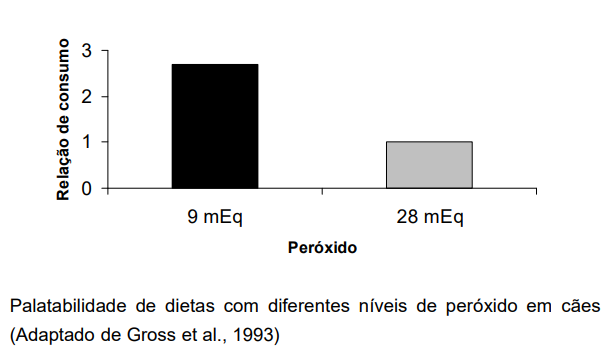 3
2
1
0
Relação de consumo
9 mEq
28 mEq
Peróxido
Palatabilidade de dietas com diferentes níveis de peróxido em cães
(Adaptado de Gross et al., 1993)